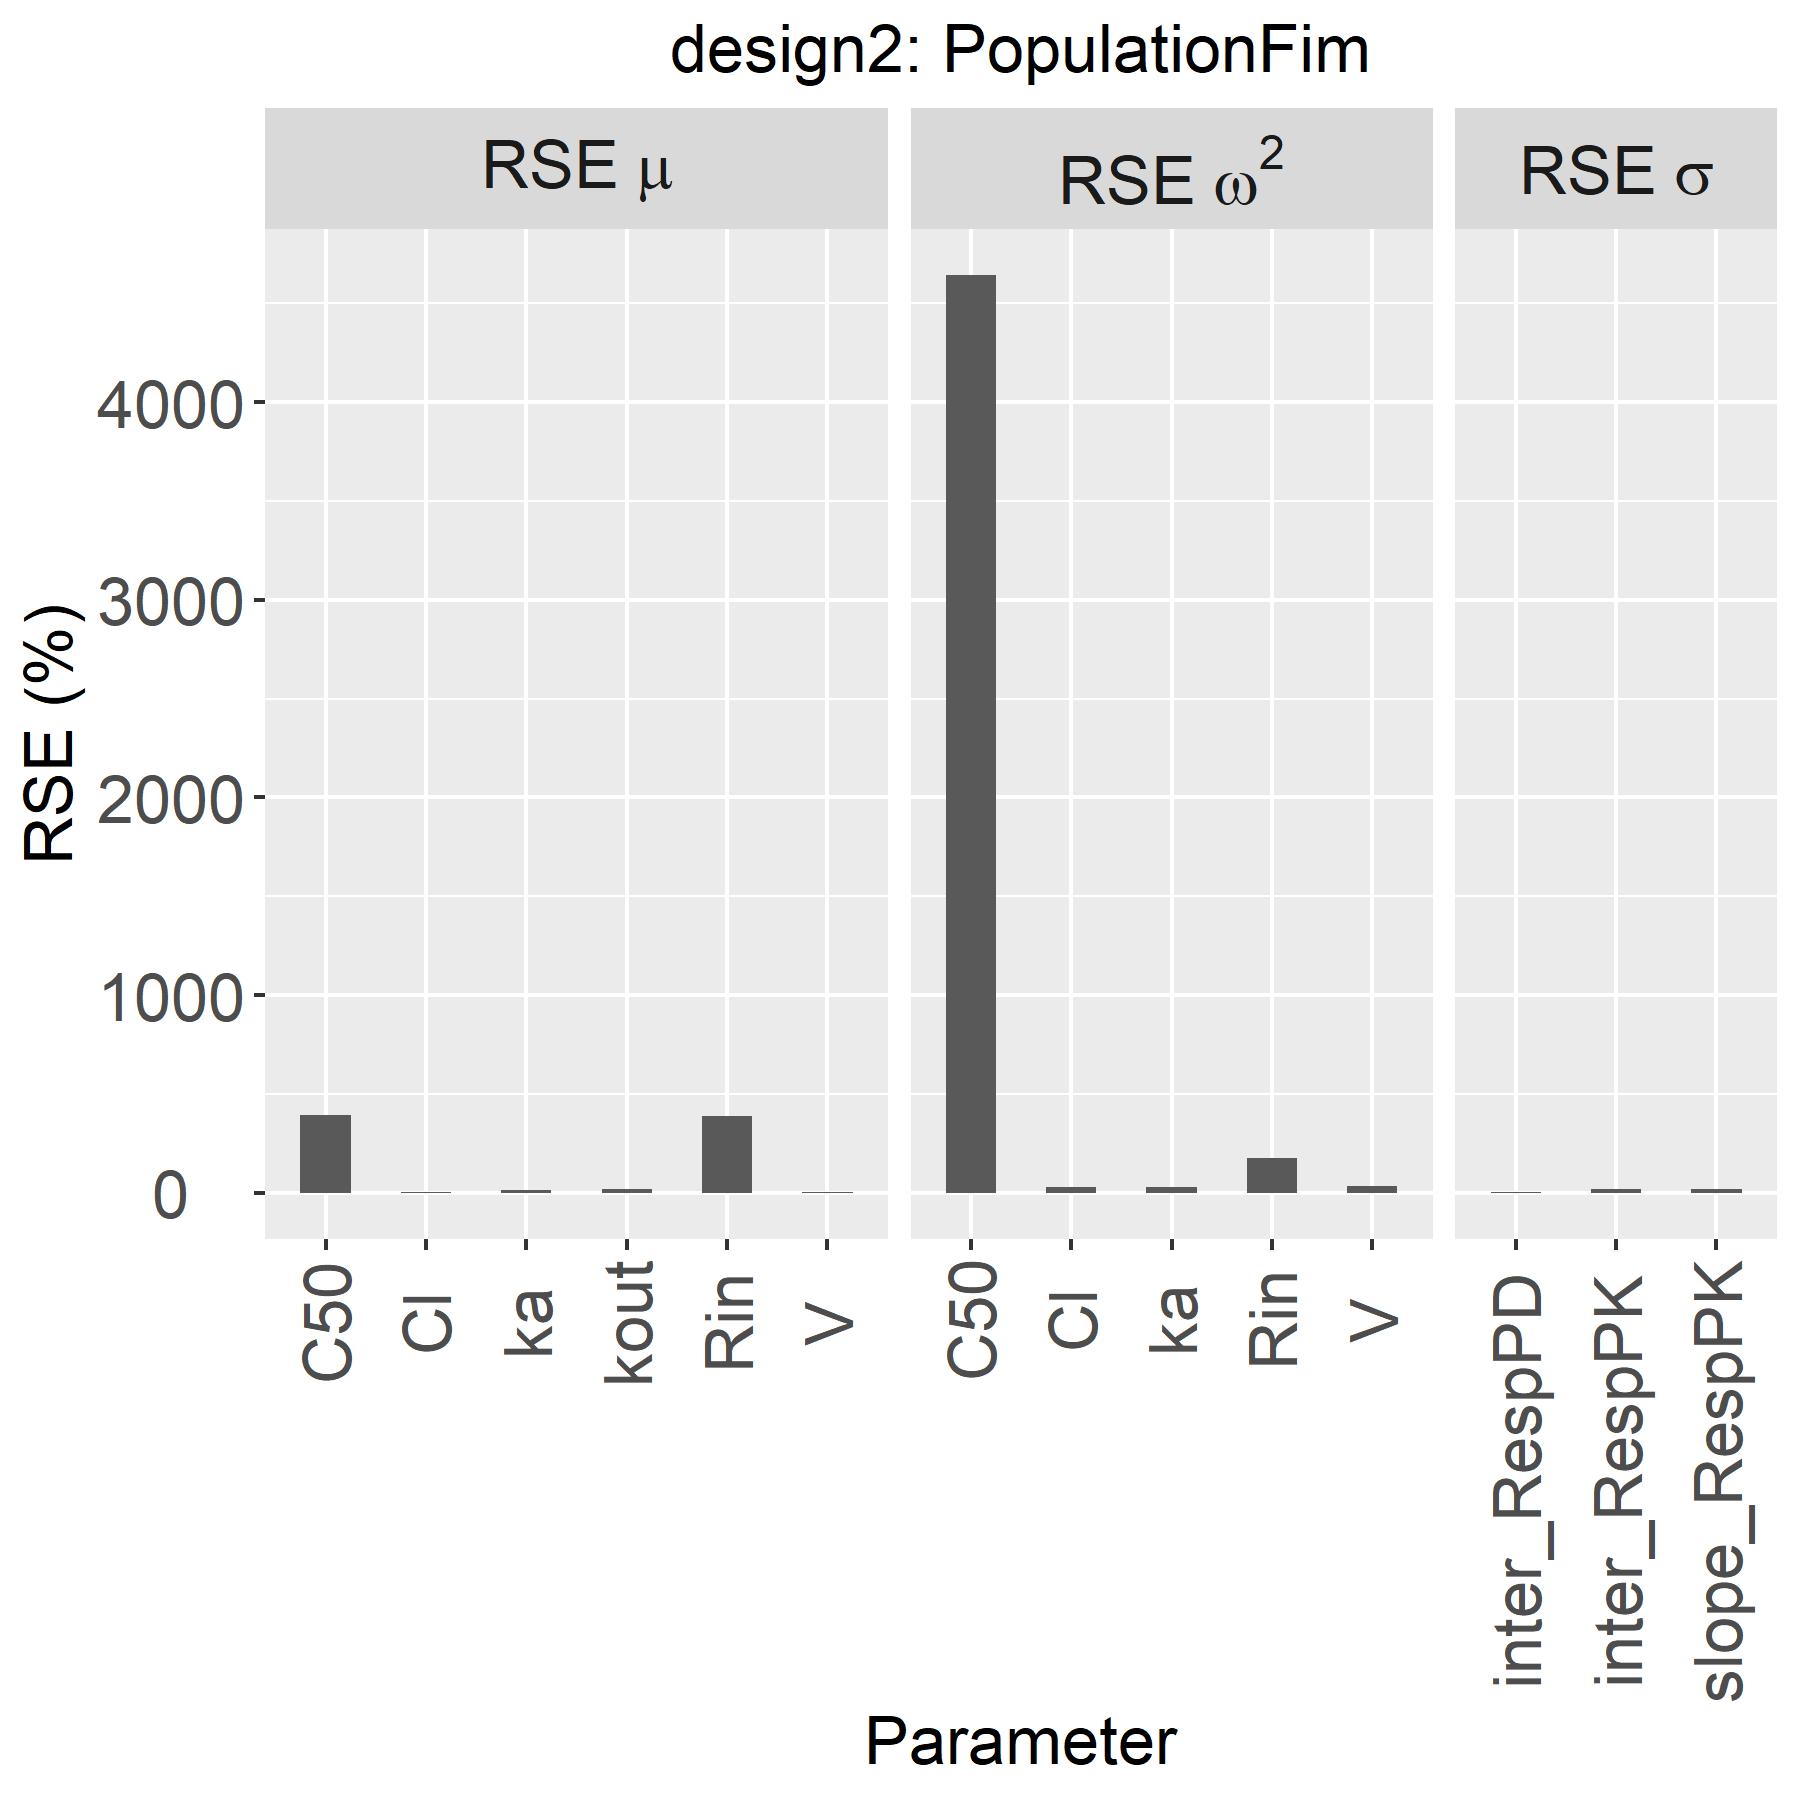 design2: PopulationFim
RSE μ
RSE ω²
RSE σ
RSE (%)
4000
3000
2000
1000
0
C50
Cl
ka
kout
Rin
V
C50
Cl
ka
Rin
V
inter_RespPD
inter_RespPK
slope_RespPK
Parameter